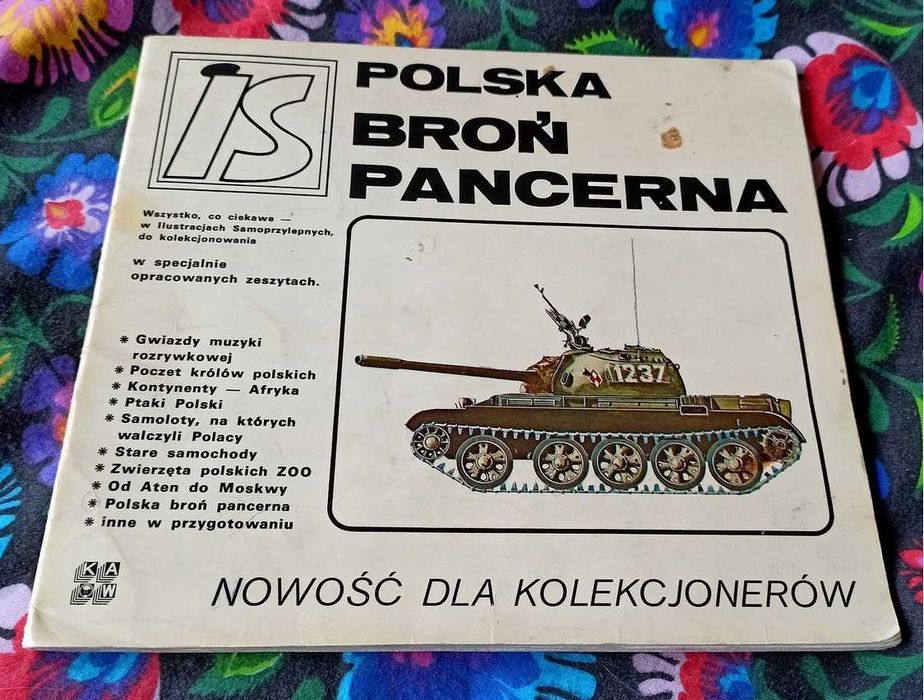 IS
POLSKA
BROŃ
PANCERNA
Wszystko, co ciekawe —
w Ilustracjach Samoprzylepnych,
do kolekcjonowania
w specjalnie
opracowanych zeszytach.
* Gwiazdy muzyki
rozrywkowej
* Poczet królów polskich
* Kontynenty — Afryka
* Ptaki Polski
* Samoloty, na których
walczyli Polacy
* Stare samochody
* Zwierzęta polskich ZOO
* Od Aten do Moskwy
* Polska broń pancerna
* inne w przygotowaniu
1237
KAW
NOWOŚĆ DLA KOLEKCJONERÓW